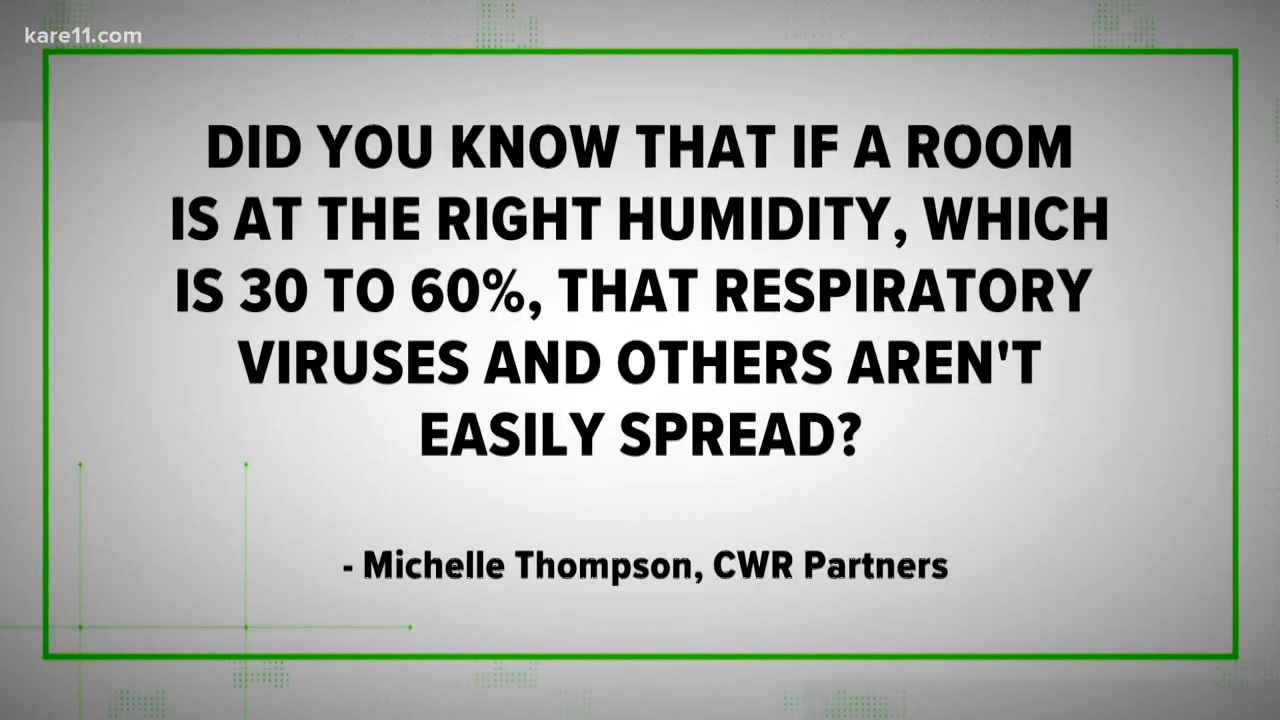 kare11.com
DID YOU KNOW THAT IF A ROOM
IS AT THE RIGHT HUMIDITY, WHICH
IS 30 TO 60%, THAT RESPIRATORY
VIRUSES AND OTHERS AREN'T
EASILY SPREAD?
- Michelle Thompson, CWR Partners